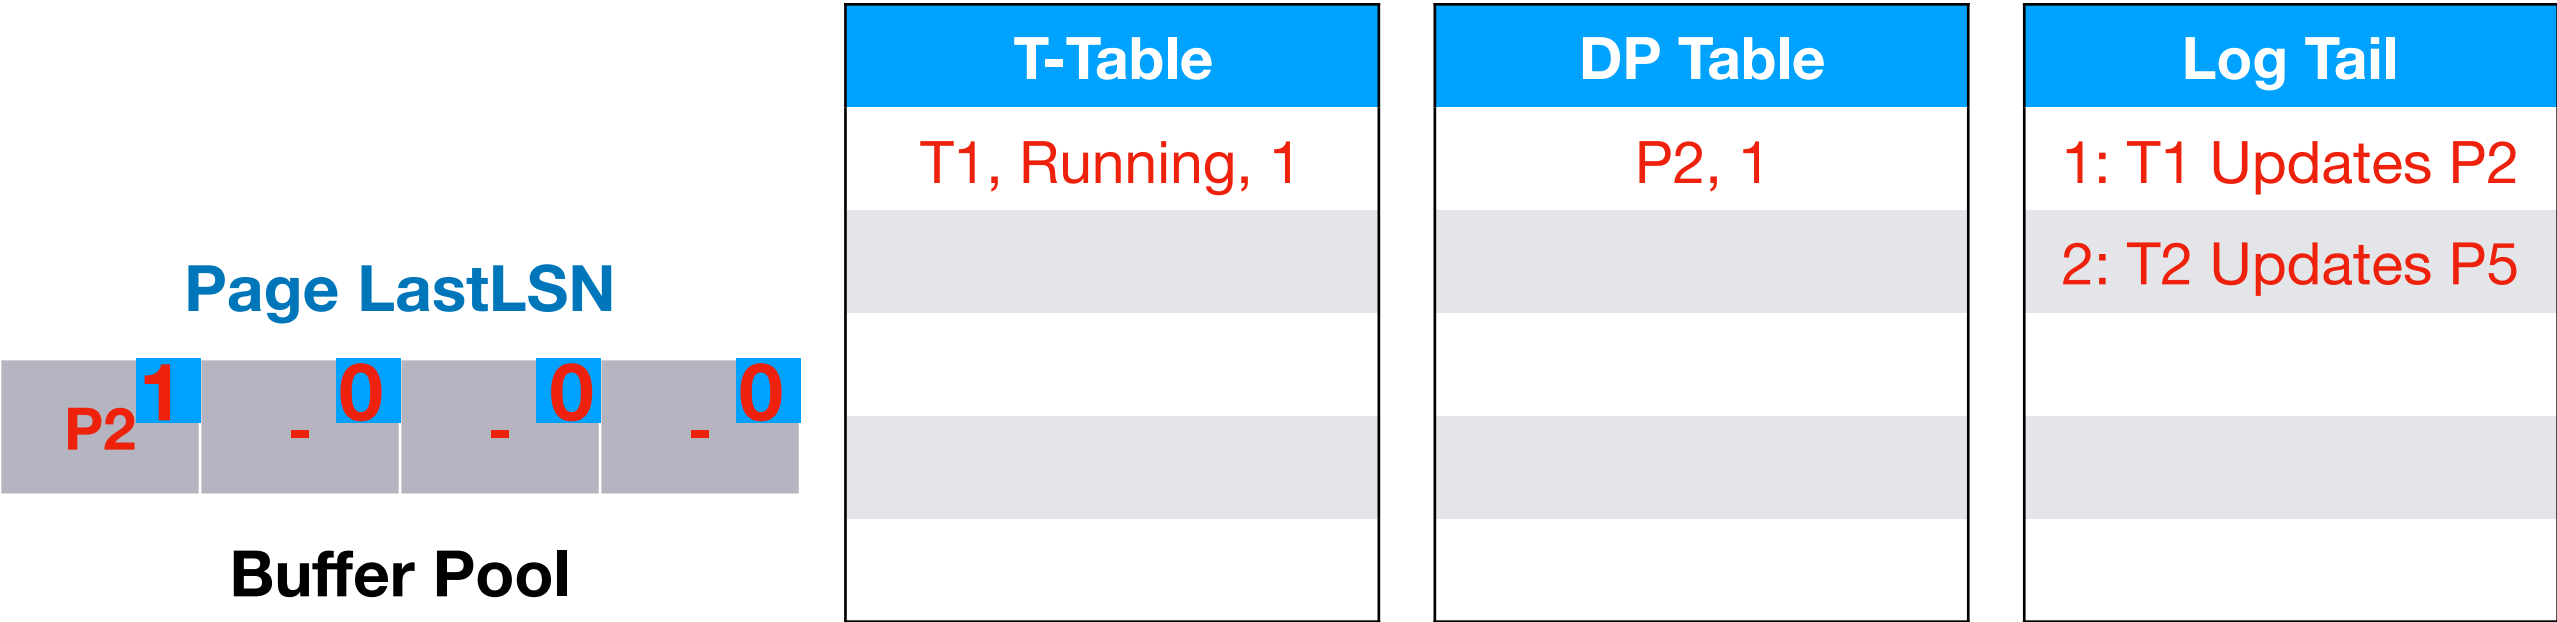 T-Table
DP Table
Log Tail
T1, Running, 1
P2, 1
1: T1 Updates P2
2: T2 Updates P5
Page LastLSN
1 0 0 0
P2 - - -
Buffer Pool